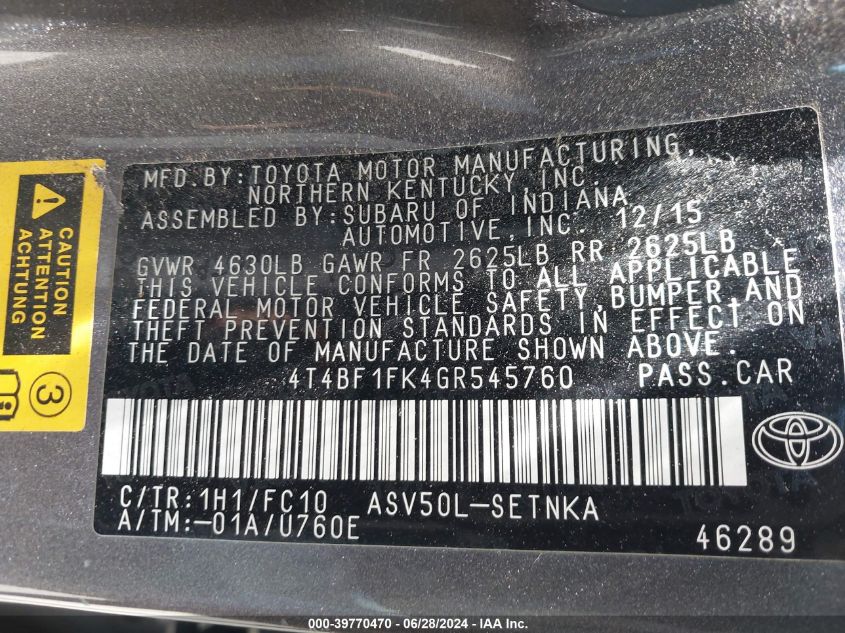 MFD.BY:TOYOTA MOTOR MANUFACTURING,
NORTHERN KENTUCKY,INC.
ASSEMBLED BY:SUBARU OF INDIANA
AUTOMOTIVE,INC. 12/15
GVWR 4630LB GAWR FR 2625LB RR 2625LB
THIS VEHICLE CONFORMS TO ALL APPLICABLE
FEDERAL MOTOR VEHICLE SAFETY,BUMPER,AND
THEFT PREVENTION STANDARDS IN EFFECT ON
THE DATE OF MANUFACTURE SHOWN ABOVE.
4T4BF1FK4GR545760 PASS.CAR
C/TR:1H1/FC10 ASV50L-SETNKA
A/TM:-01A/U760E
46289
CAUTION
ATTENTION
3
000-39770470 - 06/28/2024 - IAA Inc.